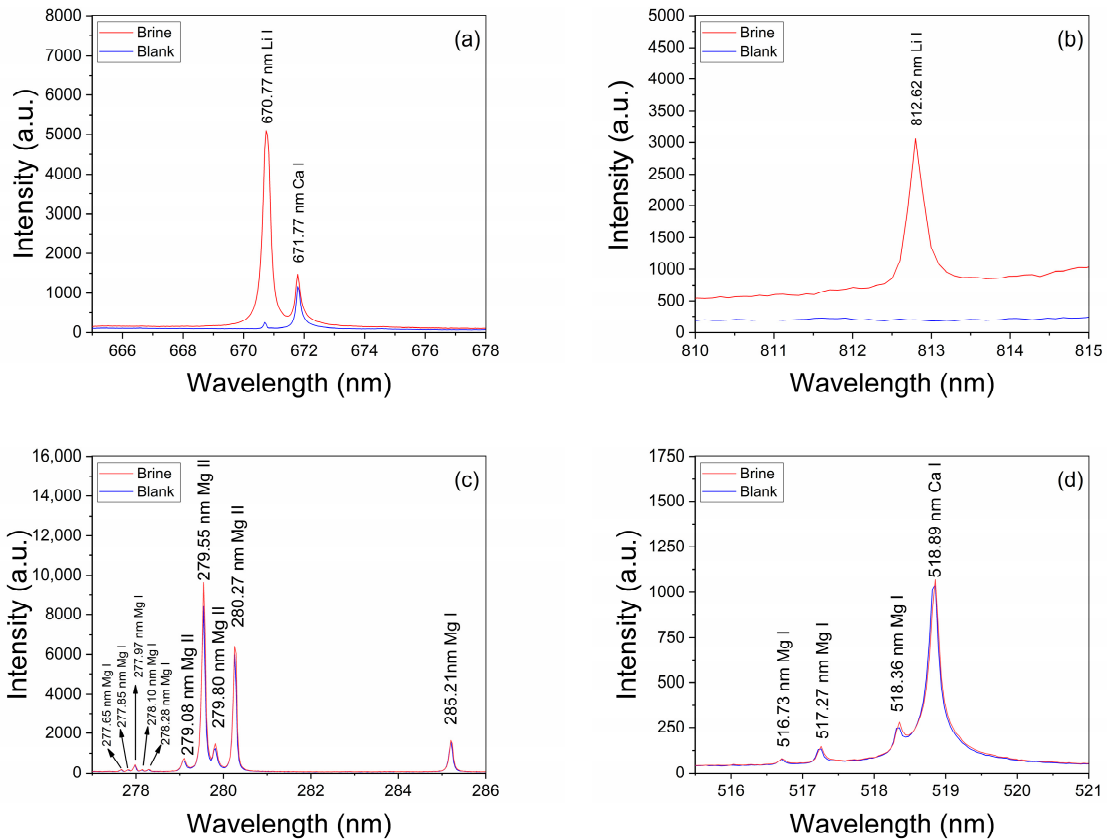 Brine
Blank
(a)
670.77 nm Li I
671.77 nm Ca I
8000
7000
6000
5000
4000
3000
2000
1000
0
Intensity (a.u.)
666 668 670 672 674 676 678
Wavelength (nm)
Brine
Blank
(b)
812.62 nm Li I
5000
4500
4000
3500
3000
2500
2000
1500
1000
500
0
Intensity (a.u.)
810 811 812 813 814 815
Wavelength (nm)
Brine
Blank
(c)
277.65 nm Mg I
277.85 nm Mg I
277.97 nm Mg I
278.10 nm Mg I
278.28 nm Mg I
279.08 nm Mg II
279.55 nm Mg II
279.80 nm Mg II
280.27 nm Mg II
285.21nm Mg I
16,000
14,000
12,000
10,000
8000
6000
4000
2000
0
Intensity (a.u.)
278 280 282 284 286
Wavelength (nm)
Brine
Blank
(d)
516.73 nm Mg I
517.27 nm Mg I
518.36 nm Mg I
518.89 nm Ca I
1750
1500
1250
1000
750
500
250
0
Intensity (a.u.)
516 517 518 519 520 521
Wavelength (nm)